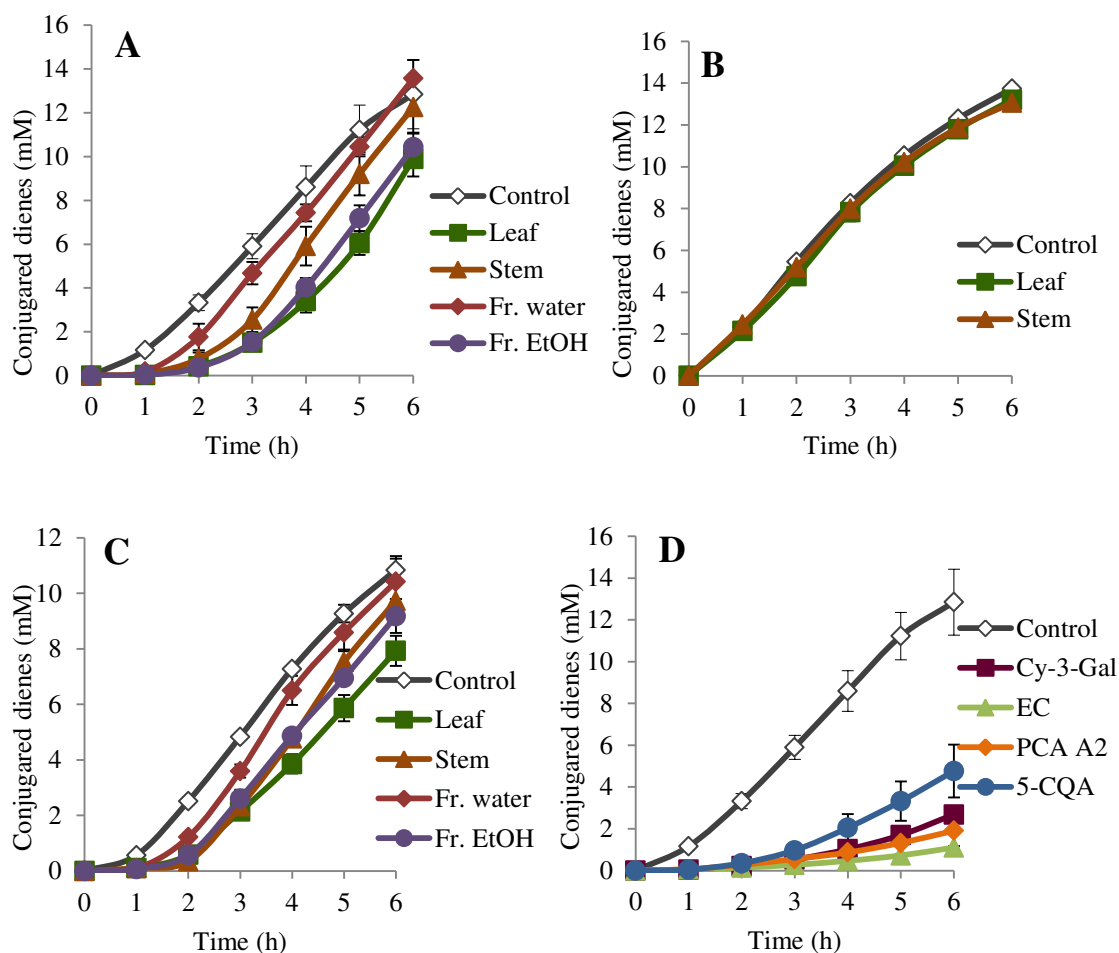 A
Conjugared dienes (mM)
16
14
12
10
8
6
4
2
0
0 1 2 3 4 5 6
Time (h)
Control
Leaf
Stem
Fr. water
Fr. EtOH
B
Conjugared dienes (mM)
16
14
12
10
8
6
4
2
0
0 1 2 3 4 5 6
Time (h)
Control
Leaf
Stem
C
Conjugared dienes (mM)
12
10
8
6
4
2
0
0 1 2 3 4 5 6
Time (h)
Control
Leaf
Stem
Fr. water
Fr. EtOH
D
Conjugared dienes (mM)
16
14
12
10
8
6
4
2
0
0 1 2 3 4 5 6
Time (h)
Control
Cy-3-Gal
EC
PCA A2
5-CQA